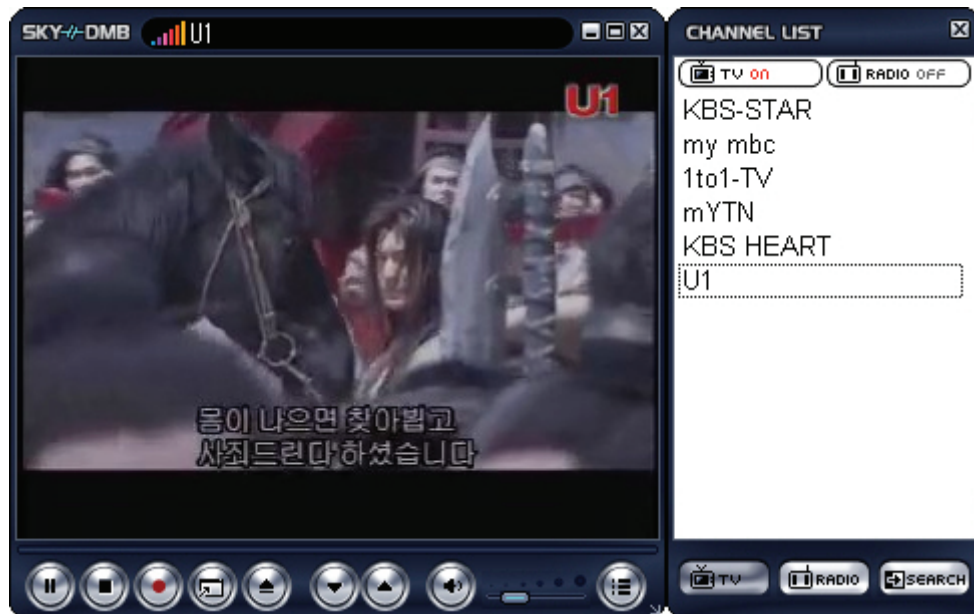 SKY DMB U1
U1
몸이 나으면 찾아뵙고
사죄드린다 하셨습니다
CHANNEL LIST
TV ON RADIO OFF
KBS-STAR
my mbc
1to1-TV
mYTN
KBS HEART
U1
TV RADIO SEARCH